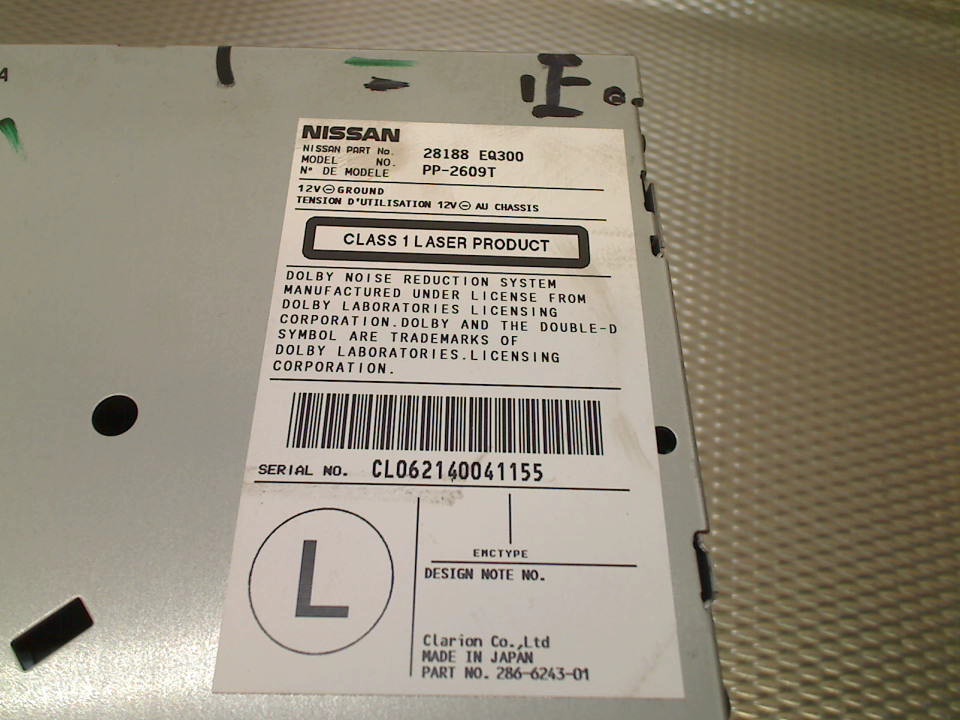 A
正
NISSAN
NISSAN PART No. 28188 EQ300
MODEL NO. PP-2609T
N° DE MODELE
12V⊖GROUND
TENSION D'UTILISATION 12V⊖ AU CHASSIS
CLASS 1 LASER PRODUCT
DOLBY NOISE REDUCTION SYSTEM
MANUFACTURED UNDER LICENSE FROM
DOLBY LABORATORIES LICENSING
CORPORATION.DOLBY AND THE DOUBLE-D
SYMBOL ARE TRADEMARKS OF
DOLBY LABORATORIES.LICENSING
CORPORATION.
SERIAL NO. CL062140041155
L
EMCTYPE
DESIGN NOTE NO.
Clarion Co.,Ltd
MADE IN JAPAN
PART NO. 286-6243-01